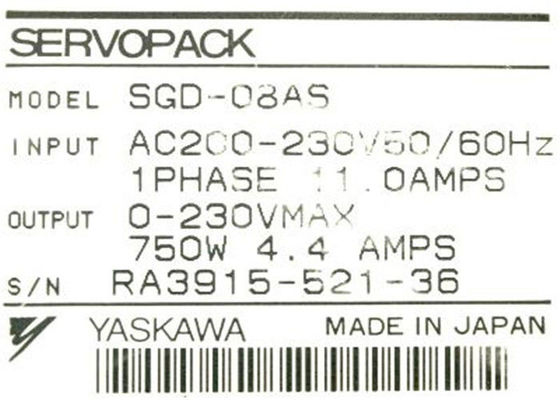 SERVOPACK
MODEL SGD-08AS
INPUT AC200-230V50/60Hz
1PHASE 11.0AMPS
OUTPUT 0-230VMAX
750W 4.4 AMPS
S/N RA3915-521-36
YASKAWA MADE IN JAPAN